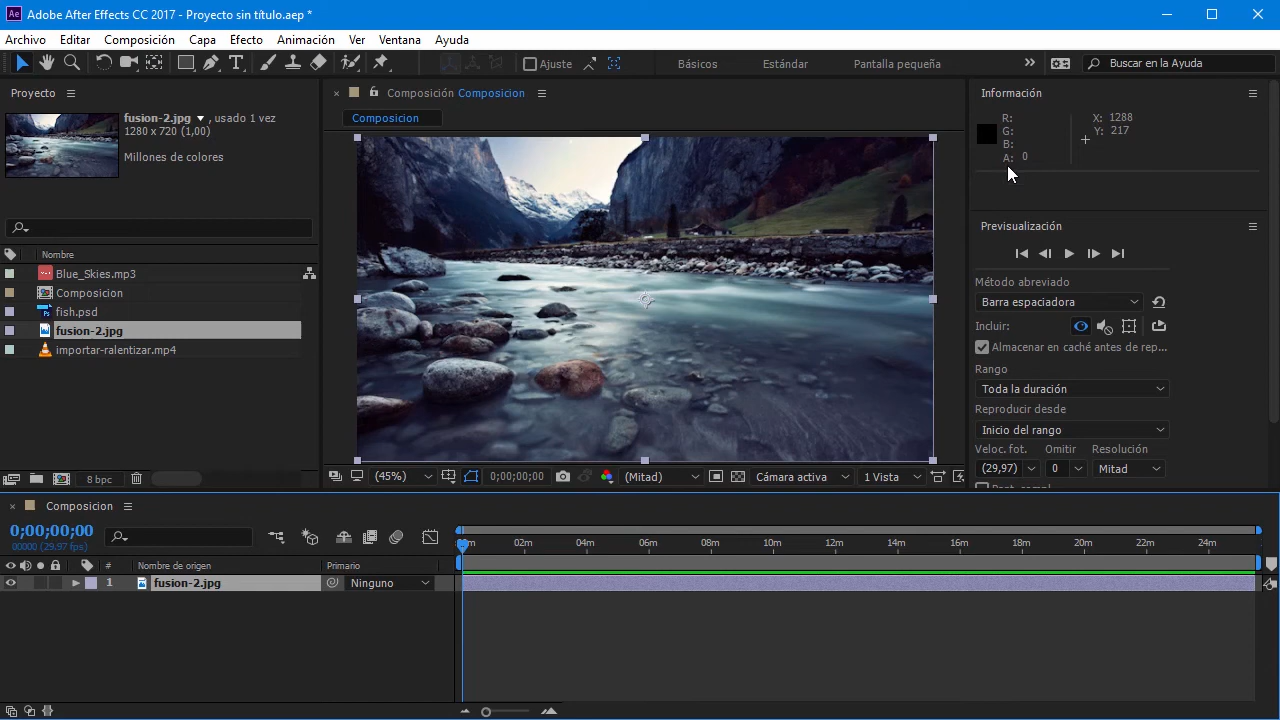 Ae Adobe After Effects CC 2017 - Proyecto sin título.aep *
Archivo Editar Composición Capa Efecto Animación Ver Ventana Ayuda
Ajuste Básicos Estándar Pantalla pequeña Buscar en la Ayuda
Proyecto
fusion-2.jpg , usado 1 vez
1280 x 720 (1,00)
Millones de colores
Nombre
Blue_Skies.mp3
Composicion
fish.psd
fusion-2.jpg
importar-ralentizar.mp4
8 bpc
Composición Composicion
Composicion
(45%) 0;00;00;00 (Mitad) Cámara activa 1 Vista
Información
R: X: 1288
G: Y: 217
B:
A: 0
Previsualización
Método abreviado
Barra espaciadora
Incluir:
Almacenar en caché antes de rep...
Rango
Toda la duración
Reproducir desde
Inicio del rango
Veloc. fot. Omitir Resolución
(29,97) 0 Mitad
Composicion
0;00;00;00
00000 (29.97 fps)
02m 04m 06m 08m 10m 12m 14m 16m 18m 20m 22m 24m
# Nombre de origen Primario
1 fusion-2.jpg Ninguno